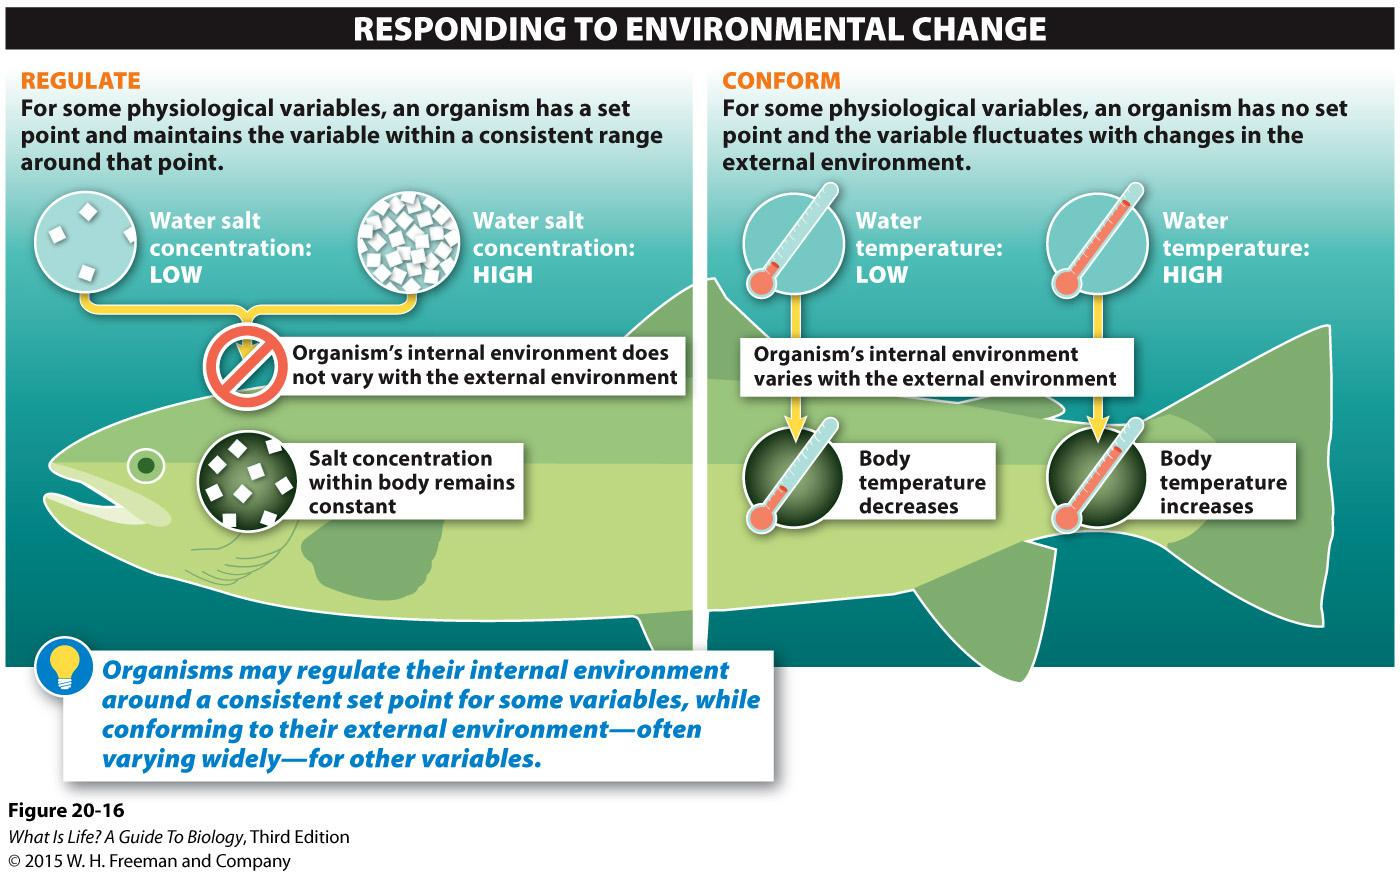 RESPONDING TO ENVIRONMENTAL CHANGE
REGULATE
For some physiological variables, an organism has a set
point and maintains the variable within a consistent range
around that point.
Water salt
concentration:
LOW
Water salt
concentration:
HIGH
Organism’s internal environment does
not vary with the external environment
Salt concentration
within body remains
constant
CONFORM
For some physiological variables, an organism has no set
point and the variable fluctuates with changes in the
external environment.
Water
temperature:
LOW
Water
temperature:
HIGH
Organism’s internal environment
varies with the external environment
Body
temperature
decreases
Body
temperature
increases
Organisms may regulate their internal environment
around a consistent set point for some variables, while
conforming to their external environment—often
varying widely—for other variables.
Figure 20-16
What Is Life? A Guide To Biology, Third Edition
© 2015 W. H. Freeman and Company